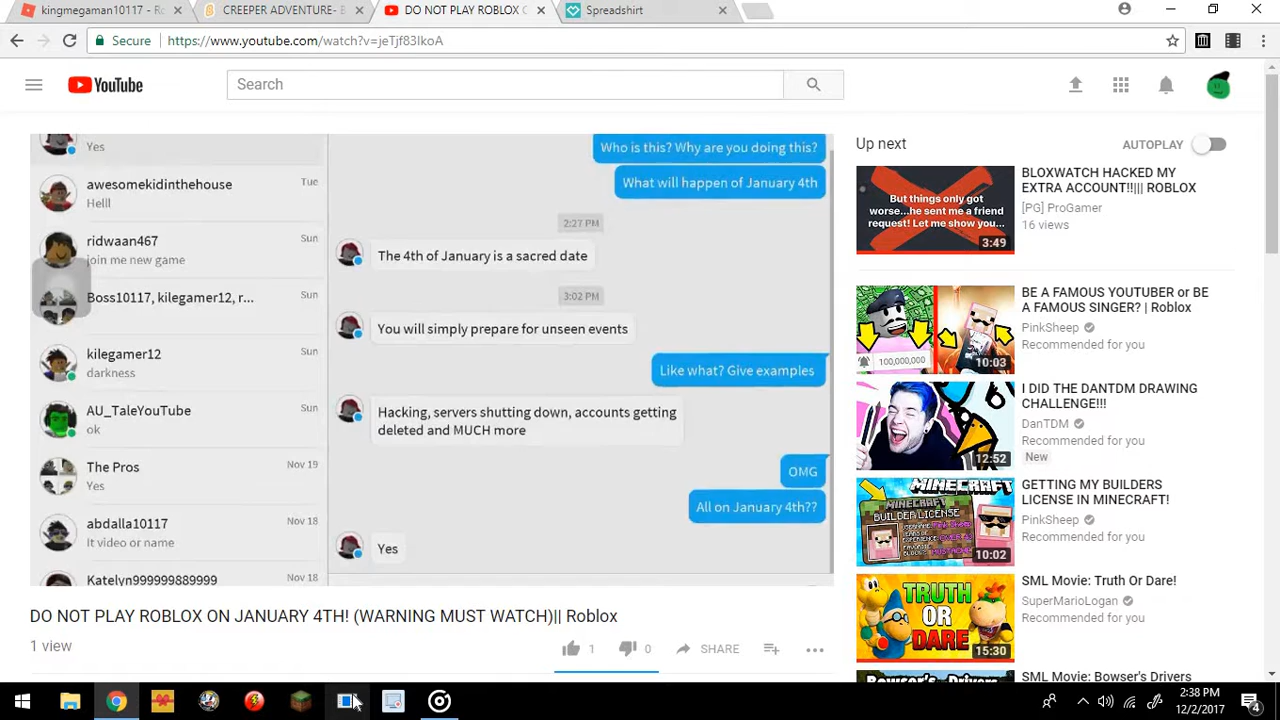 kingmegaman10117 - Ro
CREEPER ADVENTURE- B
DO NOT PLAY ROBLOX O
Spreadshirt
Secure
https://www.youtube.com/watch?v=jeTjf83IkoA
YouTube
Search
Yes
awesomekidinthehouse
Tue
Helll
ridwaan467
Sun
join me new game
Boss10117, kilegamer12, r...
Sun
kilegamer12
Sun
darkness
AU_TaleYouTube
Sun
ok
The Pros
Nov 19
Yes
abdalla10117
Nov 18
It video or name
Katelyn999999889999
Nov 18
Who is this? Why are you doing this?
What will happen of January 4th
2:27 PM
The 4th of January is a sacred date
3:02 PM
You will simply prepare for unseen events
Like what? Give examples
Hacking, servers shutting down, accounts getting
deleted and MUCH more
OMG
All on January 4th??
Yes
DO NOT PLAY ROBLOX ON JANUARY 4TH! (WARNING MUST WATCH)|| Roblox
1 view
1
0
SHARE
Up next
AUTOPLAY
But things only got
worse...he sent me a friend
request! Let me show you...
3:49
BLOXWATCH HACKED MY
EXTRA ACCOUNT!!||| ROBLOX
[PG] ProGamer
16 views
100,000,000
10:03
BE A FAMOUS YOUTUBER or BE
A FAMOUS SINGER? | Roblox
PinkSheep
Recommended for you
12:52
I DID THE DANTDM DRAWING
CHALLENGE!!!
DanTDM
Recommended for you
New
MINECRAFT
BUILDER LICENSE
10:02
GETTING MY BUILDERS
LICENSE IN MINECRAFT!
PinkSheep
Recommended for you
TRUTH
OR
DARE
15:30
SML Movie: Truth Or Dare!
SuperMarioLogan
Recommended for you
SML Movie: Bowser's Drivers
2:38 PM
12/2/2017
4